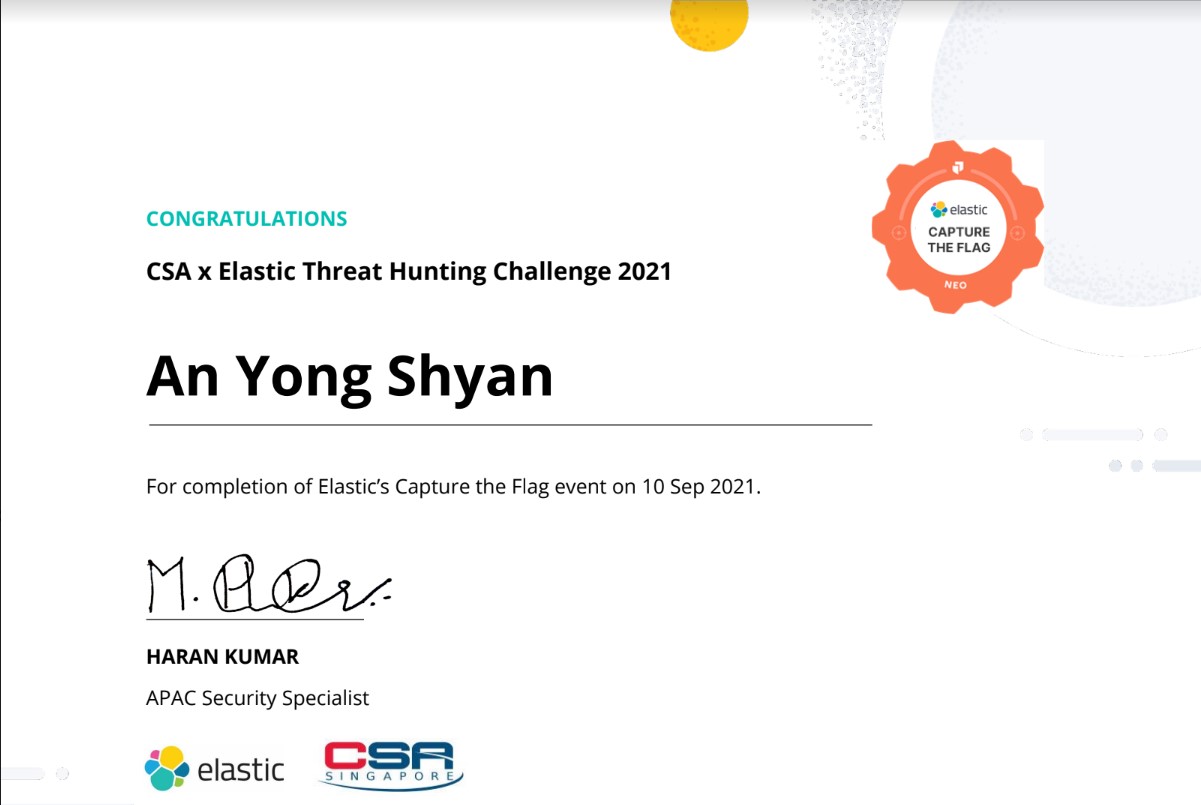 elastic
CAPTURE
THE FLAG
NEO
CONGRATULATIONS
CSA x Elastic Threat Hunting Challenge 2021
An Yong Shyan
For completion of Elastic’s Capture the Flag event on 10 Sep 2021.
HARAN KUMAR
APAC Security Specialist
elastic
CSA
SINGAPORE